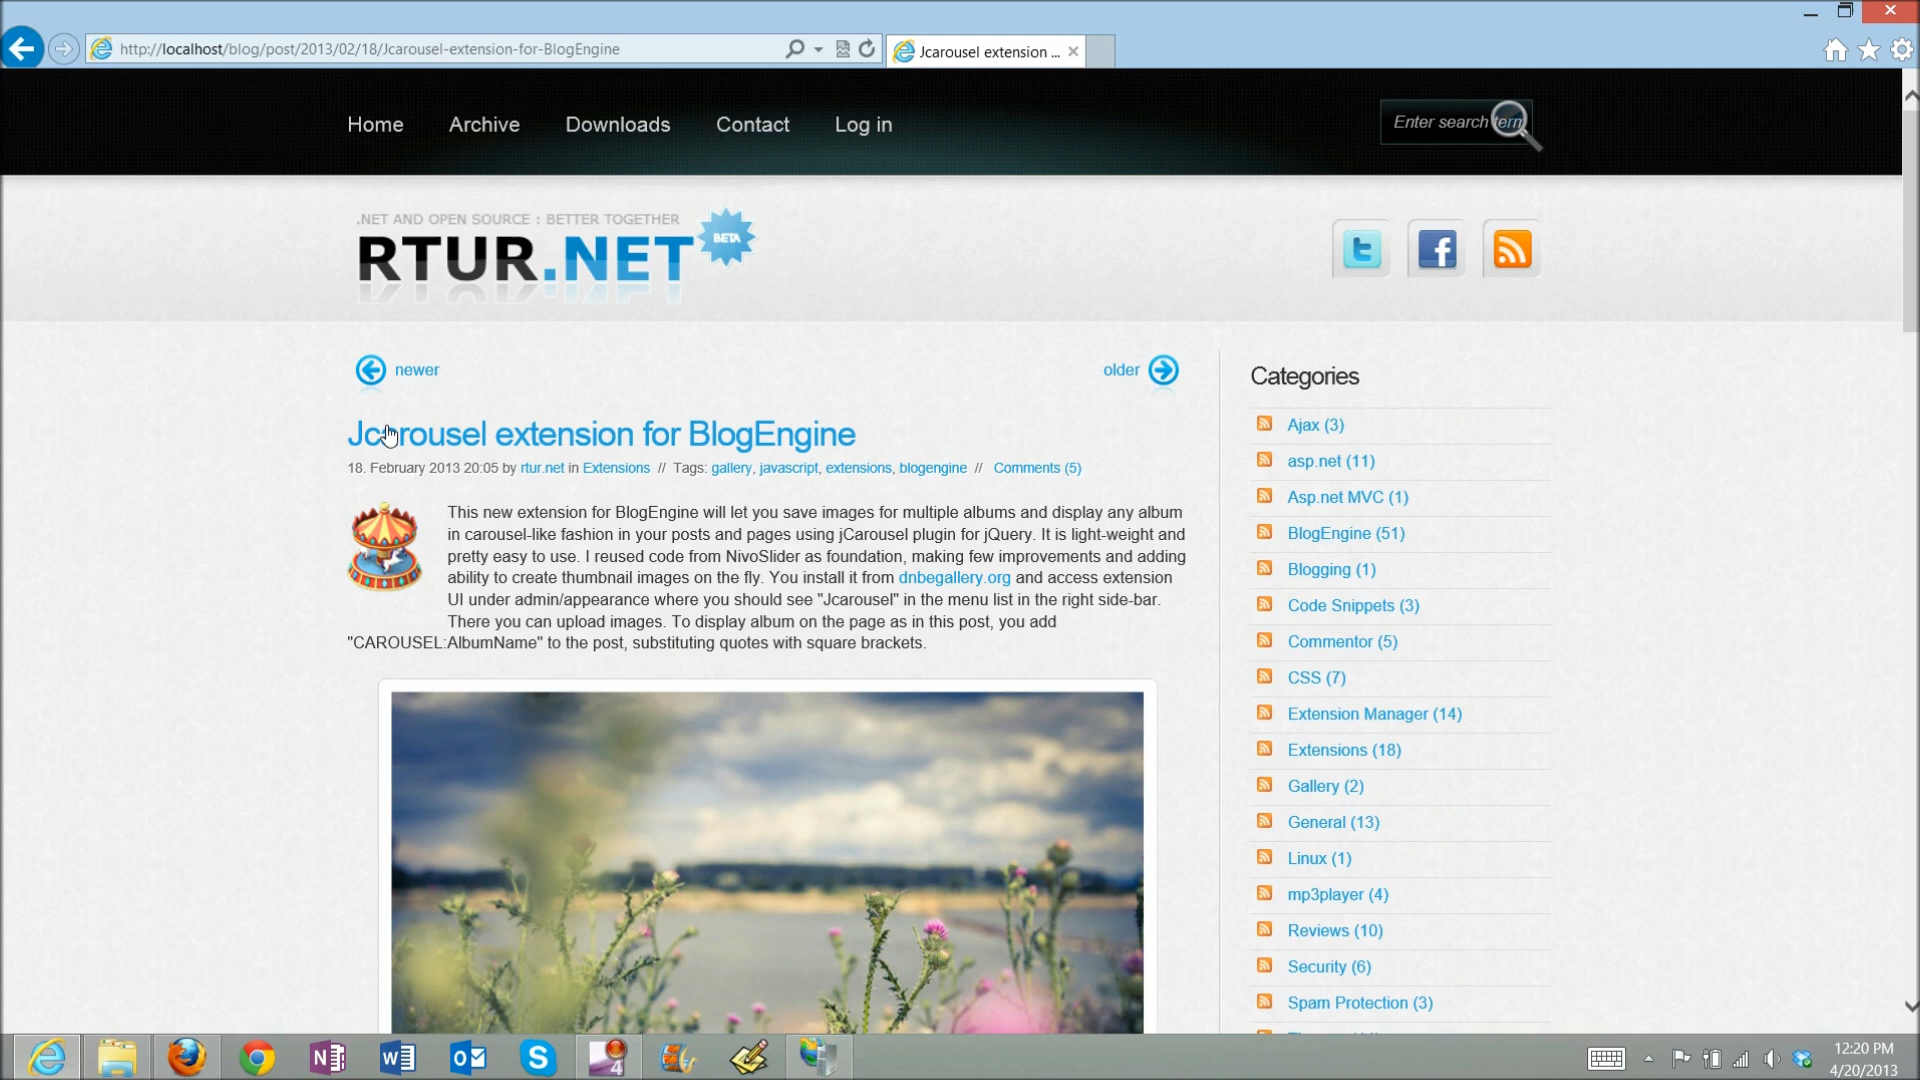 http://localhost/blog/post/2013/02/18/Jcarousel-extension-for-BlogEngine
Jcarousel extension ...
Home Archive Downloads Contact Log in
Enter search term
.NET AND OPEN SOURCE : BETTER TOGETHER
RTUR.NET
BETA
newer
older
Jcarousel extension for BlogEngine
18. February 2013 20:05 by rtur.net in Extensions // Tags: gallery, javascript, extensions, blogengine // Comments (5)
This new extension for BlogEngine will let you save images for multiple albums and display any album
in carousel-like fashion in your posts and pages using jCarousel plugin for jQuery. It is light-weight and
pretty easy to use. I reused code from NivoSlider as foundation, making few improvements and adding
ability to create thumbnail images on the fly. You install it from dnbegallery.org and access extension
UI under admin/appearance where you should see "Jcarousel" in the menu list in the right side-bar.
There you can upload images. To display album on the page as in this post, you add
"CAROUSEL:AlbumName" to the post, substituting quotes with square brackets.
Categories
Ajax (3)
asp.net (11)
Asp.net MVC (1)
BlogEngine (51)
Blogging (1)
Code Snippets (3)
Commentor (5)
CSS (7)
Extension Manager (14)
Extensions (18)
Gallery (2)
General (13)
Linux (1)
mp3player (4)
Reviews (10)
Security (6)
Spam Protection (3)
12:20 PM
4/20/2013